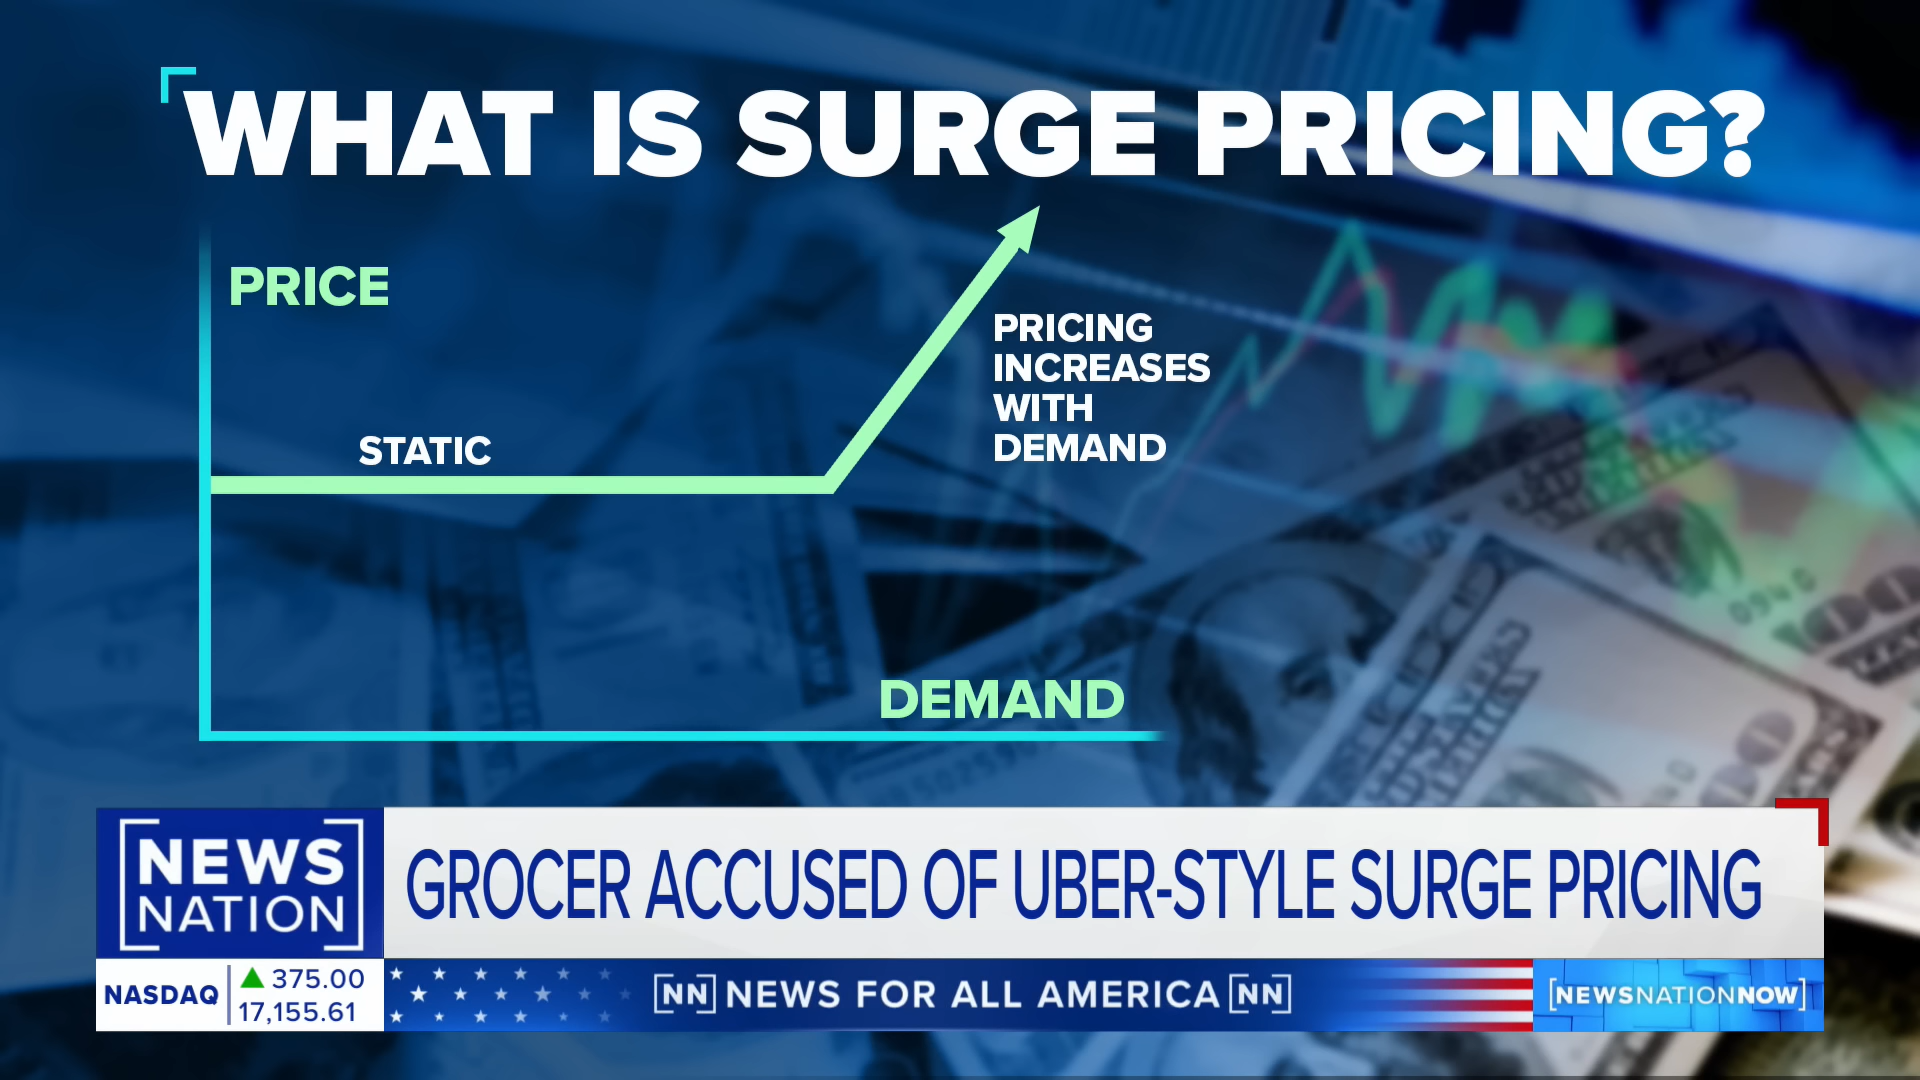 WHAT IS SURGE PRICING?
PRICE
STATIC
PRICING
INCREASES
WITH
DEMAND
DEMAND
NEWS
NATION
GROCER ACCUSED OF UBER-STYLE SURGE PRICING
NASDAQ
375.00
17,155.61
NN NEWS FOR ALL AMERICA NN
NEWSNATIONNOW